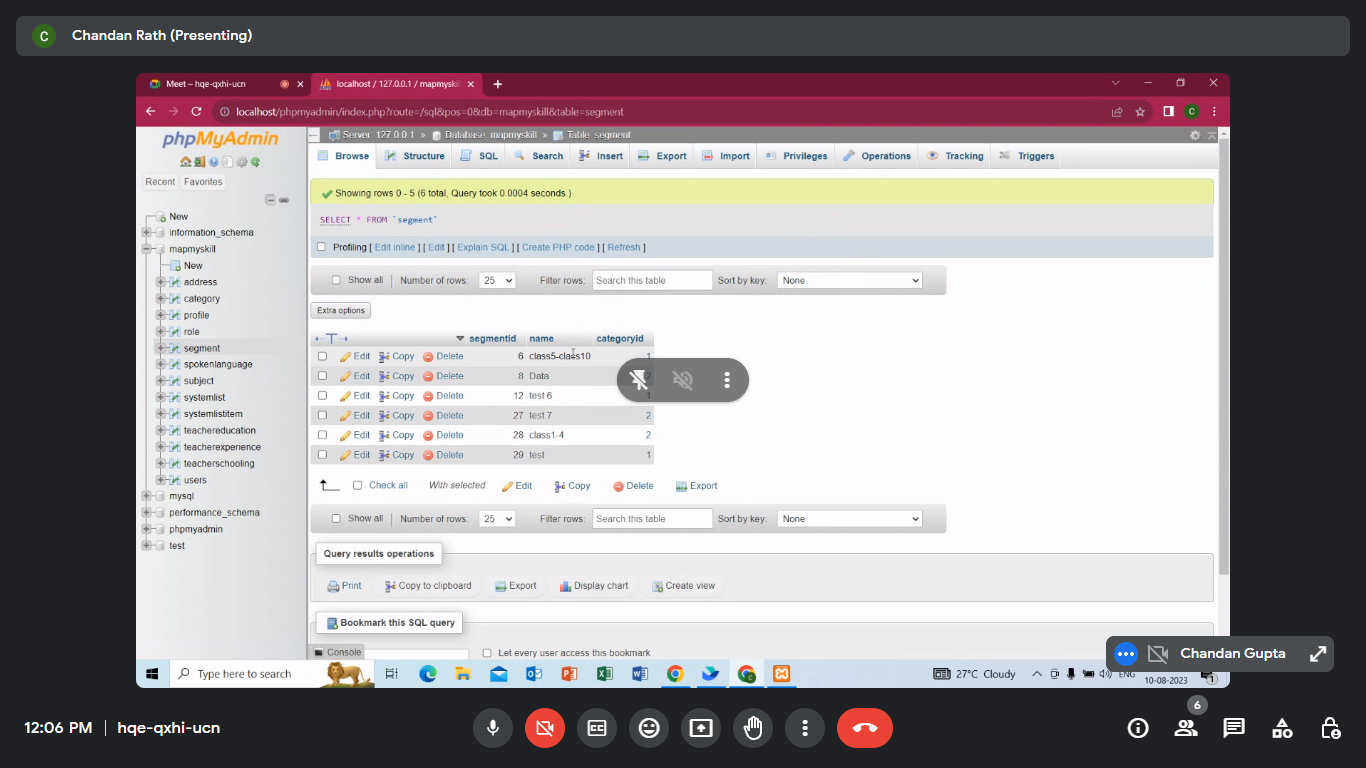 C Chandan Rath (Presenting)
Meet – hqe-qxhi-ucn
localhost / 127.0.0.1 / mapmyski
localhost/phpmyadmin/index.php?route=/sql&pos=0&db=mapmyskill&table=segment
C
phpMyAdmin
Server: 127.0.0.1 » Database: mapmyskill » Table: segment
Browse Structure SQL Search Insert Export Import Privileges Operations Tracking Triggers
Recent Favorites
New
information_schema
mapmyskill
New
address
category
profile
role
segment
spokenlanguage
subject
systemlist
systemlistitem
teachereducation
teacherexperience
teacherschooling
users
mysql
performance_schema
phpmyadmin
test
Showing rows 0 - 5 (6 total, Query took 0.0004 seconds.)
SELECT * FROM `segment`
Profiling [ Edit inline ] [ Edit ] [ Explain SQL ] [ Create PHP code ] [ Refresh ]
Show all Number of rows: 25 Filter rows: Search this table Sort by key: None
Extra options
segmentid name categoryid
Edit Copy Delete 6 class5-class10 1
Edit Copy Delete 8 Data 2
Edit Copy Delete 12 test 6 1
Edit Copy Delete 27 test 7 2
Edit Copy Delete 28 class1-4 2
Edit Copy Delete 29 test 1
Check all With selected: Edit Copy Delete Export
Show all Number of rows: 25 Filter rows: Search this table Sort by key: None
Query results operations
Print Copy to clipboard Export Display chart Create view
Bookmark this SQL query
Console
Let every user access this bookmark
Chandan Gupta
Type here to search
27°C Cloudy
ENG
10-08-2023
1
12:06 PM hqe-qxhi-ucn
6